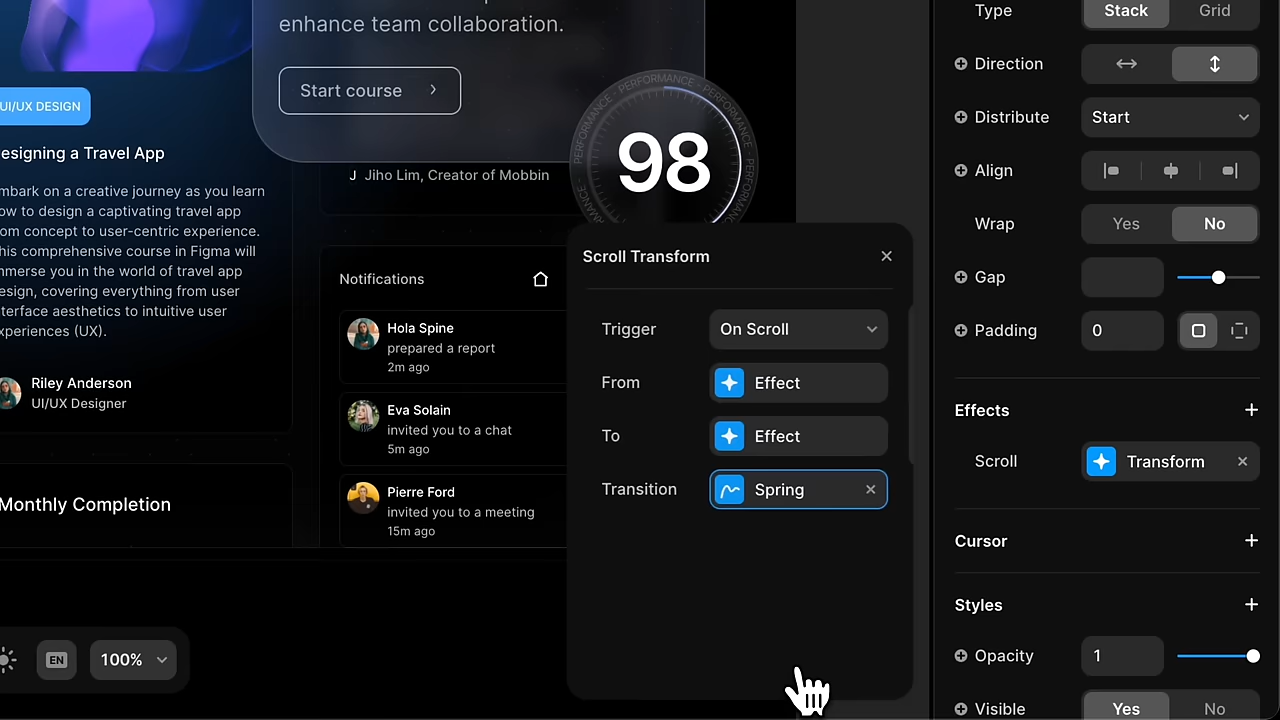 enhance team collaboration.
Start course
UI/UX DESIGN
esigning a Travel App
mbark on a creative journey as you learn
ow to design a captivating travel app
om concept to user-centric experience.
his comprehensive course in Figma will
nmerse you in the world of travel app
esign, covering everything from user
terface aesthetics to intuitive user
xperiences (UX).
Riley Anderson
UI/UX Designer
Monthly Completion
EN
100%
PERFORMANCE - PERFORMANCE
98
J Jiho Lim, Creator of Mobbin
Notifications
Hola Spine
prepared a report
2m ago
Eva Solain
invited you to a chat
5m ago
Pierre Ford
invited you to a meeting
15m ago
Scroll Transform
Trigger
On Scroll
From
Effect
To
Effect
Transition
Spring
Type
Stack
Grid
Direction
Distribute
Start
Align
Wrap
Yes
No
Gap
Padding
0
Effects
Scroll
Transform
Cursor
Styles
Opacity
1
Visible
Yes
No